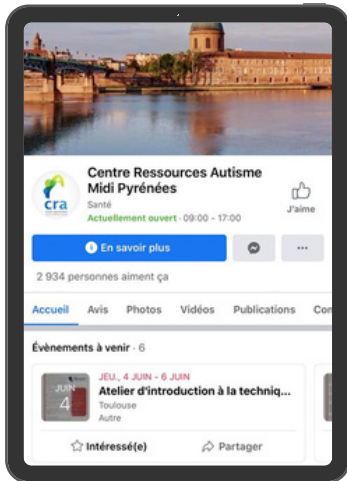 Centre Ressources Autisme
Midi Pyrénées
cra
Santé
Actuellement ouvert · 09:00 - 17:00
J'aime
i En savoir plus
...
2 934 personnes aiment ça
Accueil Avis Photos Vidéos Publications Con
Évènements à venir · 6
JUIN
4
JEU., 4 JUIN - 6 JUIN
Atelier d'introduction à la techniq...
Toulouse
Autre
Intéressé(e)
Partager